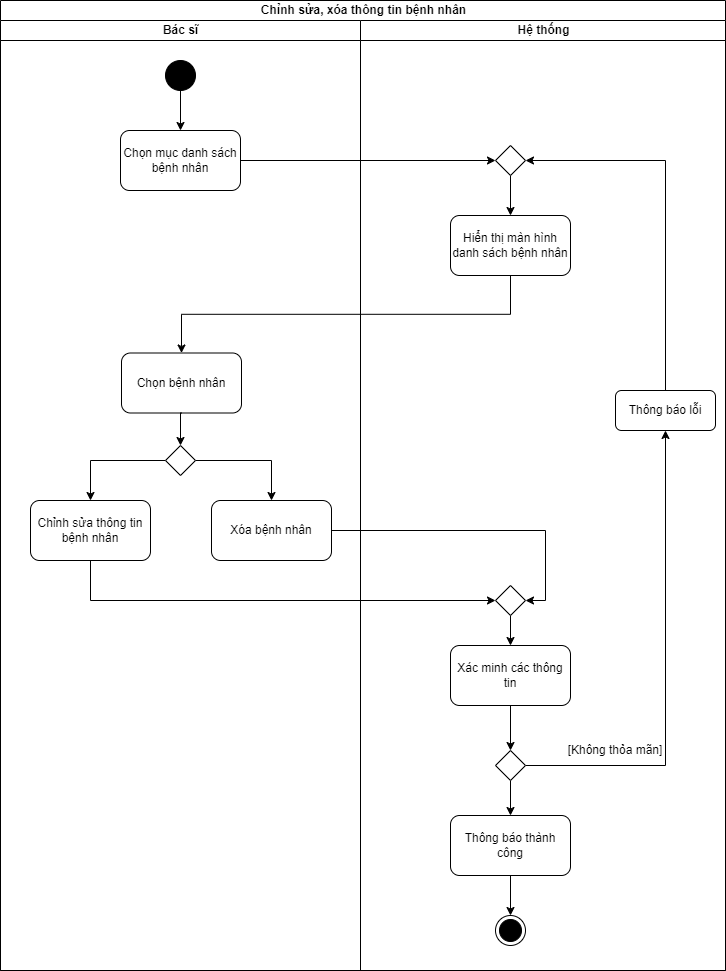 Chỉnh sửa, xóa thông tin bệnh nhân
Bác sĩ
Hệ thống
Chọn mục danh sách
bệnh nhân
Hiển thị màn hình
danh sách bệnh nhân
Chọn bệnh nhân
Thông báo lỗi
Chỉnh sửa thông tin
bệnh nhân
Xóa bệnh nhân
Xác minh các thông
tin
[Không thỏa mãn]
Thông báo thành
công